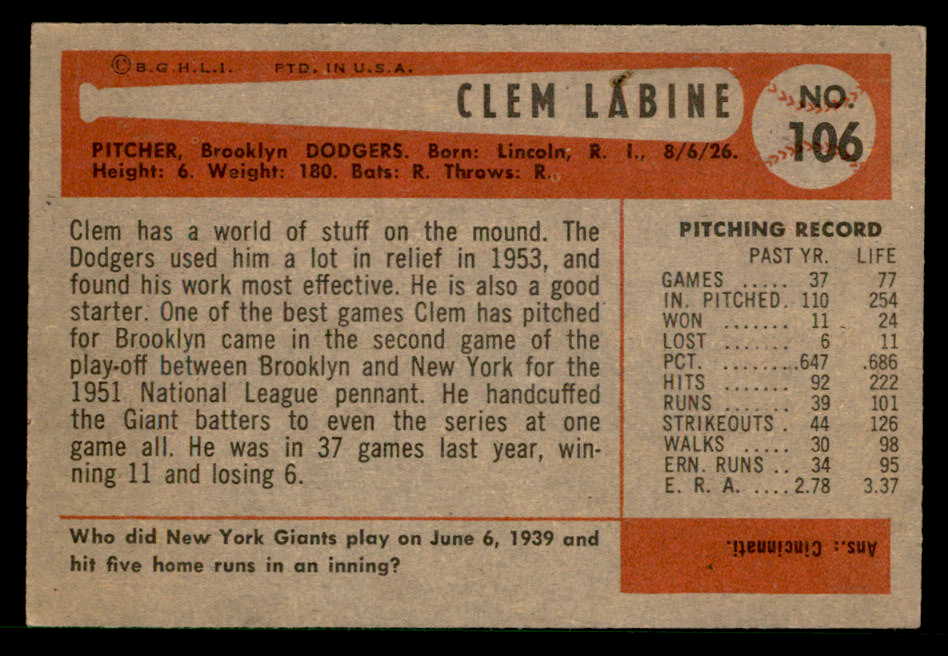 ©B.G.H.L.I. PTD. IN U.S.A.
CLEM LABINE
NO.
106
PITCHER, Brooklyn DODGERS. Born: Lincoln, R. I., 8/6/26.
Height: 6. Weight: 180. Bats: R. Throws: R.
Clem has a world of stuff on the mound. The
Dodgers used him a lot in relief in 1953, and
found his work most effective. He is also a good
starter. One of the best games Clem has pitched
for Brooklyn came in the second game of the
play-off between Brooklyn and New York for the
1951 National League pennant. He handcuffed
the Giant batters to even the series at one
game all. He was in 37 games last year, win-
ning 11 and losing 6.
PITCHING RECORD
PAST YR. LIFE
GAMES ..... 37 77
IN. PITCHED. 110 254
WON ....... 11 24
LOST ....... 6 11
PCT. ........647 .686
HITS ....... 92 222
RUNS ....... 39 101
STRIKEOUTS . 44 126
WALKS ..... 30 98
ERN. RUNS .. 34 95
E. R. A. ....2.78 3.37
Who did New York Giants play on June 6, 1939 and
hit five home runs in an inning?
Ans.: Cincinnati.